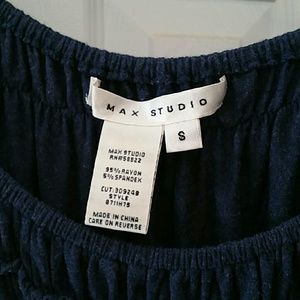 MAX STUDIO
S
MAX STUDIO
RN#58822
95% RAYON
5% SPANDEX
CUT: 309248
STYLE
8711H75
MADE IN CHINA
CARE ON REVERSE